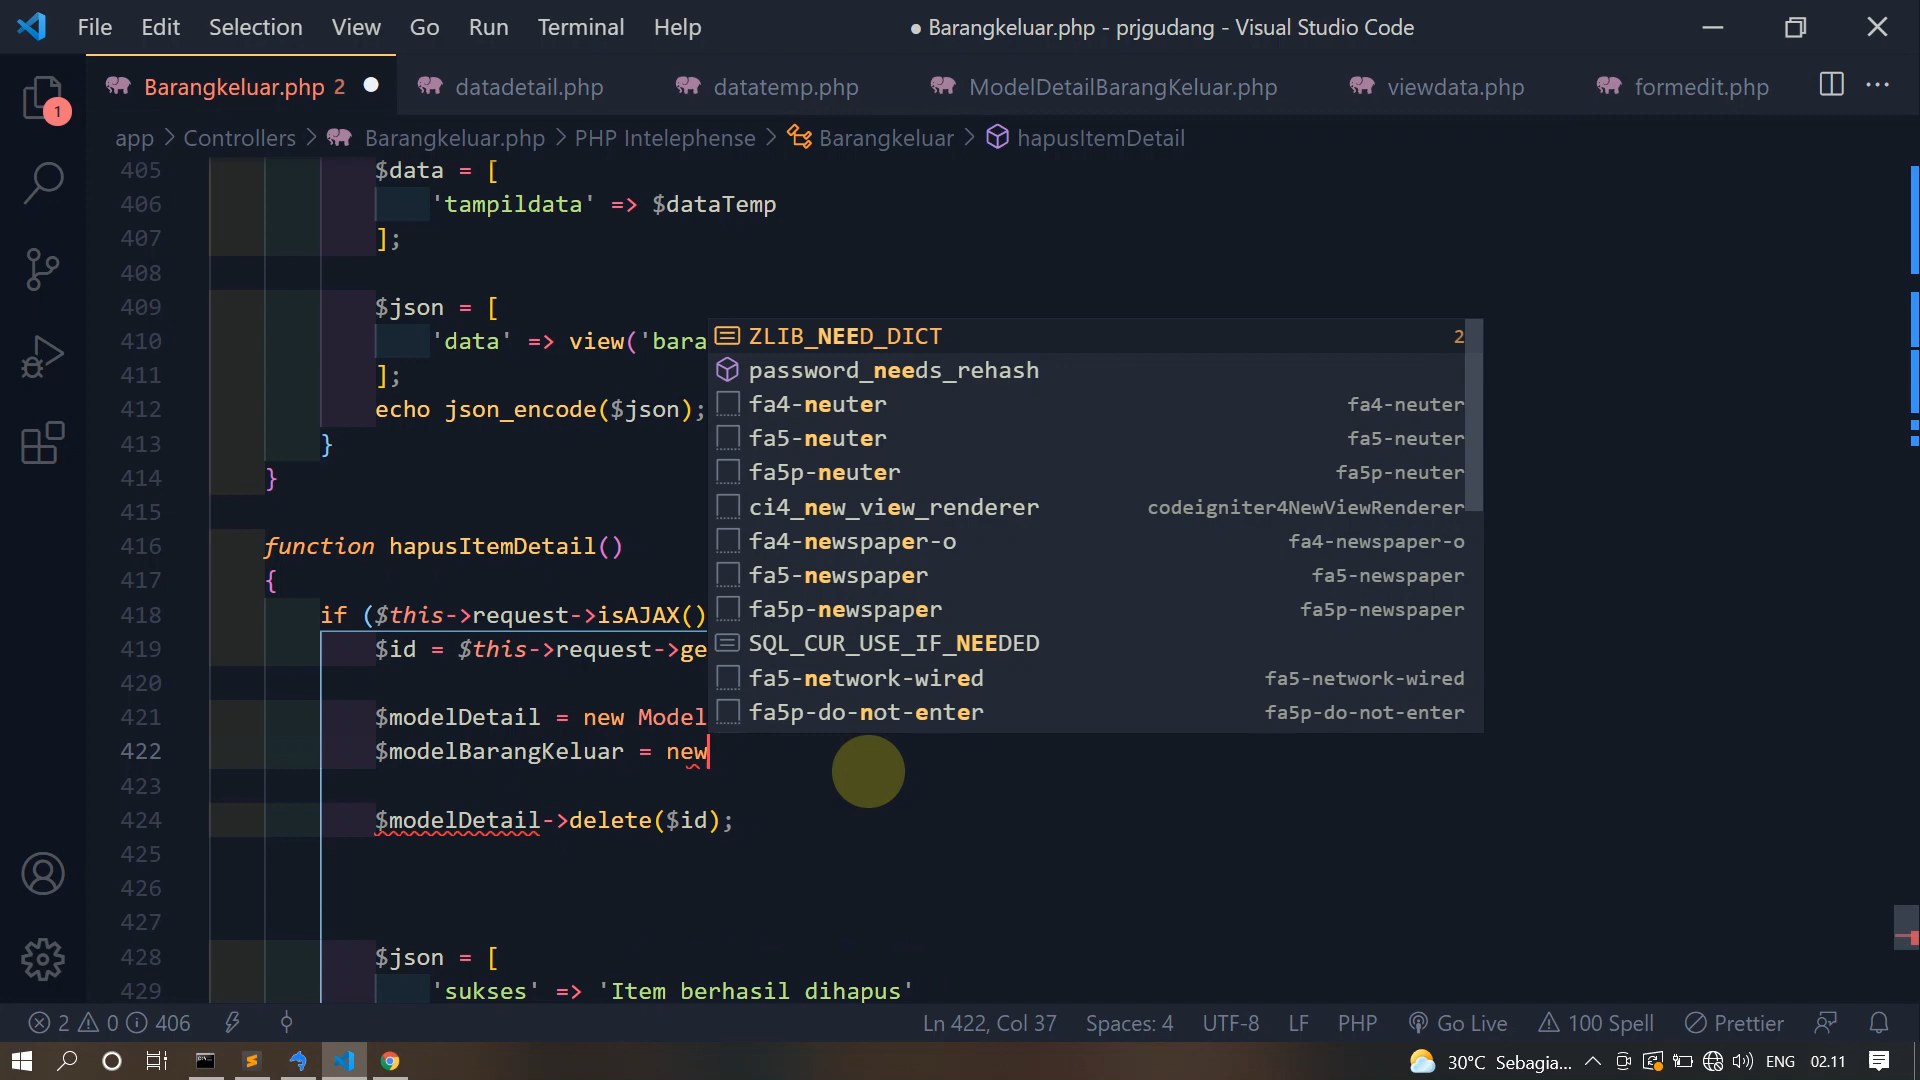 File Edit Selection View Go Run Terminal Help
● Barangkeluar.php - prjgudang - Visual Studio Code
Barangkeluar.php 2 ● datadetail.php datatemp.php ModelDetailBarangKeluar.php viewdata.php formedit.php
1
app > Controllers > Barangkeluar.php > PHP Intelephense > Barangkeluar > hapusItemDetail
405 $data = [
406 'tampildata' => $dataTemp
407 ];
408
409 $json = [
410 'data' => view('bara
411 ];
412 echo json_encode($json);
413 }
414 }
415
416 function hapusItemDetail()
417 {
418 if ($this->request->isAJAX()
419 $id = $this->request->ge
420
421 $modelDetail = new Model
422 $modelBarangKeluar = new
423
424 $modelDetail->delete($id);
425
426
427
428 $json = [
429 'sukses' => 'Item berhasil dihapus'
ZLIB_NEED_DICT 2
password_needs_rehash
fa4-neuter fa4-neuter
fa5-neuter fa5-neuter
fa5p-neuter fa5p-neuter
ci4_new_view_renderer codeigniter4NewViewRenderer
fa4-newspaper-o fa4-newspaper-o
fa5-newspaper fa5-newspaper
fa5p-newspaper fa5p-newspaper
SQL_CUR_USE_IF_NEEDED
fa5-network-wired fa5-network-wired
fa5p-do-not-enter fa5p-do-not-enter
2 0 406 Ln 422, Col 37 Spaces: 4 UTF-8 LF PHP Go Live 100 Spell Prettier
30°C Sebagia... ENG 02.11